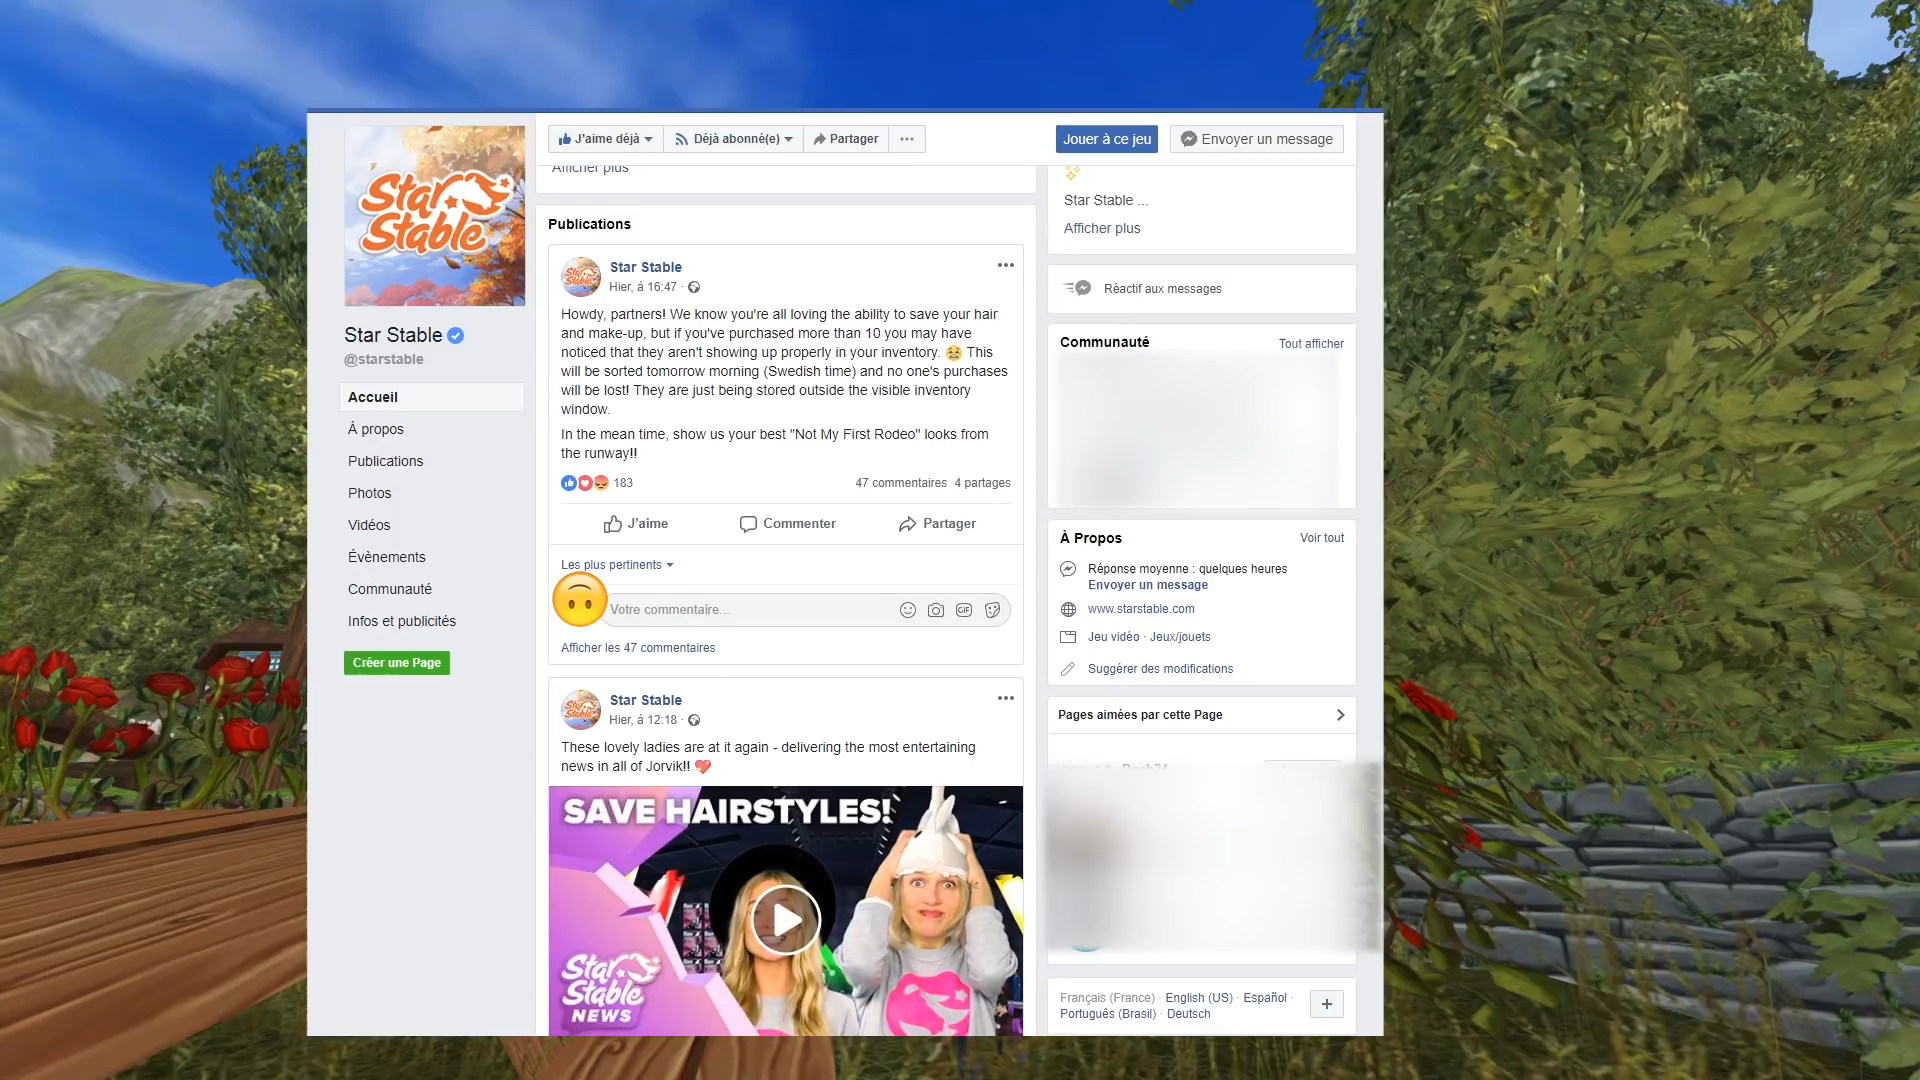 Star
Stable
Star Stable
@starstable
Accueil
À propos
Publications
Photos
Vidéos
Évènements
Communauté
Infos et publicités
Créer une Page
J'aime déjà
Déjà abonné(e)
Partager
Jouer à ce jeu
Envoyer un message
Afficher plus
Publications
Star Stable
Hier, à 16:47 ·
Howdy, partners! We know you're all loving the ability to save your hair
and make-up, but if you've purchased more than 10 you may have
noticed that they aren't showing up properly in your inventory. 😫 This
will be sorted tomorrow morning (Swedish time) and no one's purchases
will be lost! They are just being stored outside the visible inventory
window.
In the mean time, show us your best "Not My First Rodeo" looks from
the runway!!
183
47 commentaires 4 partages
J'aime
Commenter
Partager
Les plus pertinents
Votre commentaire...
GIF
Afficher les 47 commentaires
Star Stable
Hier, à 12:18 ·
These lovely ladies are at it again - delivering the most entertaining
news in all of Jorvik!! 💖
SAVE HAIRSTYLES!
Star
Stable
NEWS
Star Stable ...
Afficher plus
Réactif aux messages
Communauté
Tout afficher
À Propos
Voir tout
Réponse moyenne : quelques heures
Envoyer un message
www.starstable.com
Jeu vidéo · Jeux/jouets
Suggérer des modifications
Pages aimées par cette Page
Français (France) · English (US) · Español ·
Português (Brasil) · Deutsch